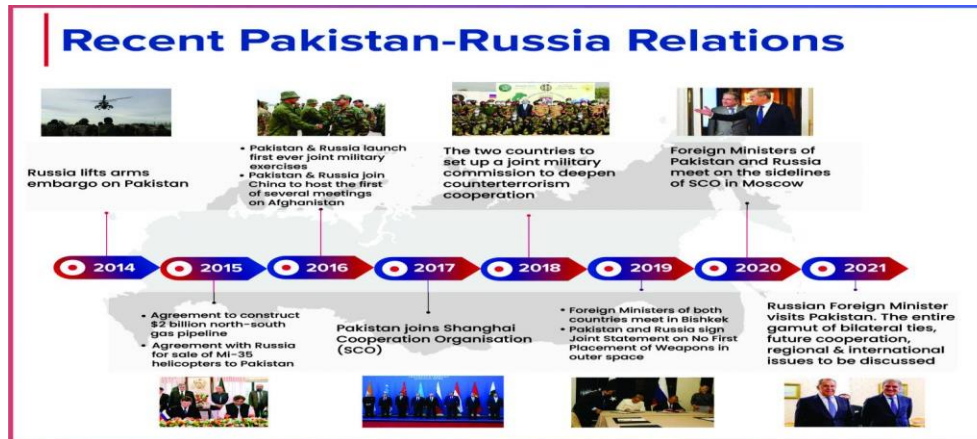 Recent Pakistan-Russia Relations
Russia lifts arms
embargo on Pakistan
• Pakistan & Russia launch
first ever joint military
exercises
• Pakistan & Russia join
China to host the first
of several meetings
on Afghanistan
The two countries to
set up a joint military
commission to deepen
counterterrorism
cooperation
Foreign Ministers of
Pakistan and Russia
meet on the sidelines
of SCO in Moscow
2014
2015
2016
2017
2018
2019
2020
2021
• Agreement to construct
$2 billion north-south
gas pipeline
• Agreement with Russia
for sale of Mi-35
helicopters to Pakistan
Pakistan joins Shanghai
Cooperation Organisation
(SCO)
• Foreign Ministers of both
countries meet in Bishkek
• Pakistan and Russia sign
Joint Statement on No First
Placement of Weapons in
outer space
Russian Foreign Minister
visits Pakistan. The entire
gamut of bilateral ties,
future cooperation,
regional & international
issues to be discussed